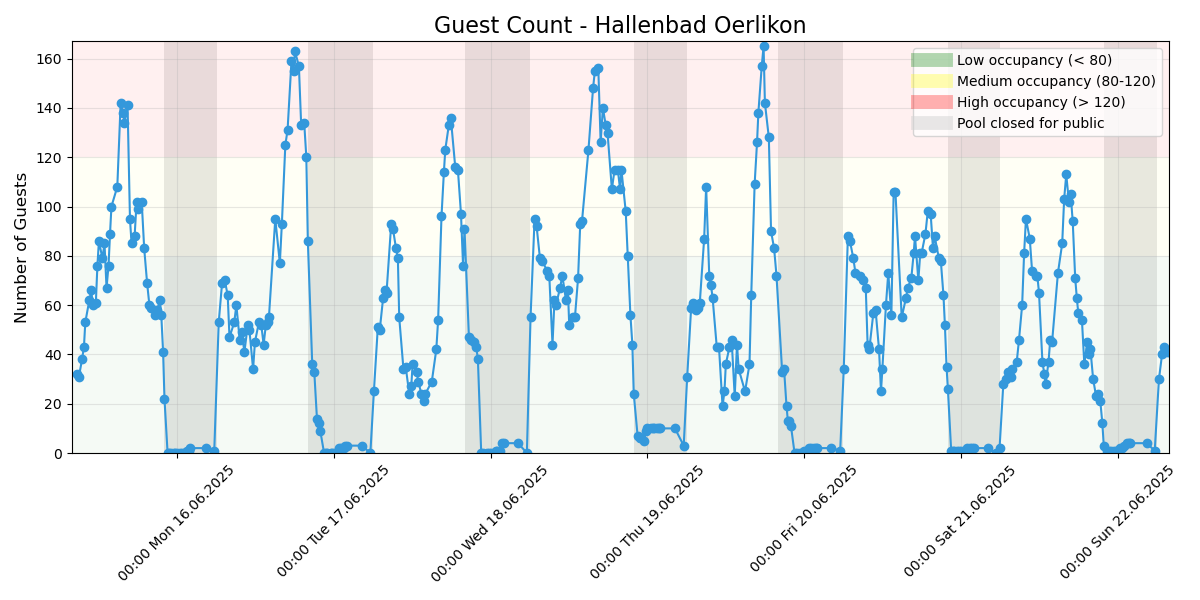 Guest Count - Hallenbad Oerlikon
Number of Guests
160
140
120
100
80
60
40
20
0
Low occupancy (< 80)
Medium occupancy (80-120)
High occupancy (> 120)
Pool closed for public
00:00 Mon 16.06.2025
00:00 Tue 17.06.2025
00:00 Wed 18.06.2025
00:00 Thu 19.06.2025
00:00 Fri 20.06.2025
00:00 Sat 21.06.2025
00:00 Sun 22.06.2025